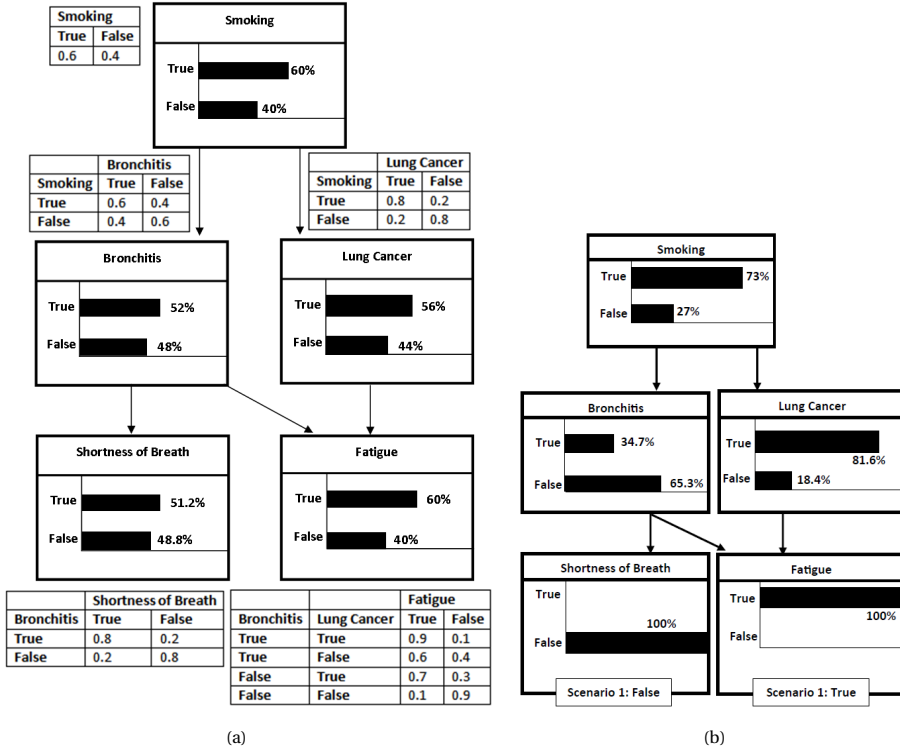 Smoking
True False
0.6 0.4
Smoking
True 60%
False 40%
Bronchitis
Smoking True False
True 0.6 0.4
False 0.4 0.6
Lung Cancer
Smoking True False
True 0.8 0.2
False 0.2 0.8
Bronchitis
True 52%
False 48%
Lung Cancer
True 56%
False 44%
Shortness of Breath
True 51.2%
False 48.8%
Fatigue
True 60%
False 40%
Shortness of Breath
Bronchitis True False
True 0.8 0.2
False 0.2 0.8
Fatigue
Bronchitis Lung Cancer True False
True True 0.9 0.1
True False 0.6 0.4
False True 0.7 0.3
False False 0.1 0.9
(a)
Smoking
True 73%
False 27%
Bronchitis
True 34.7%
False 65.3%
Lung Cancer
True
81.6%
False 18.4%
Shortness of Breath
True
100%
False
Scenario 1: False
Fatigue
True
100%
False
Scenario 1: True
(b)